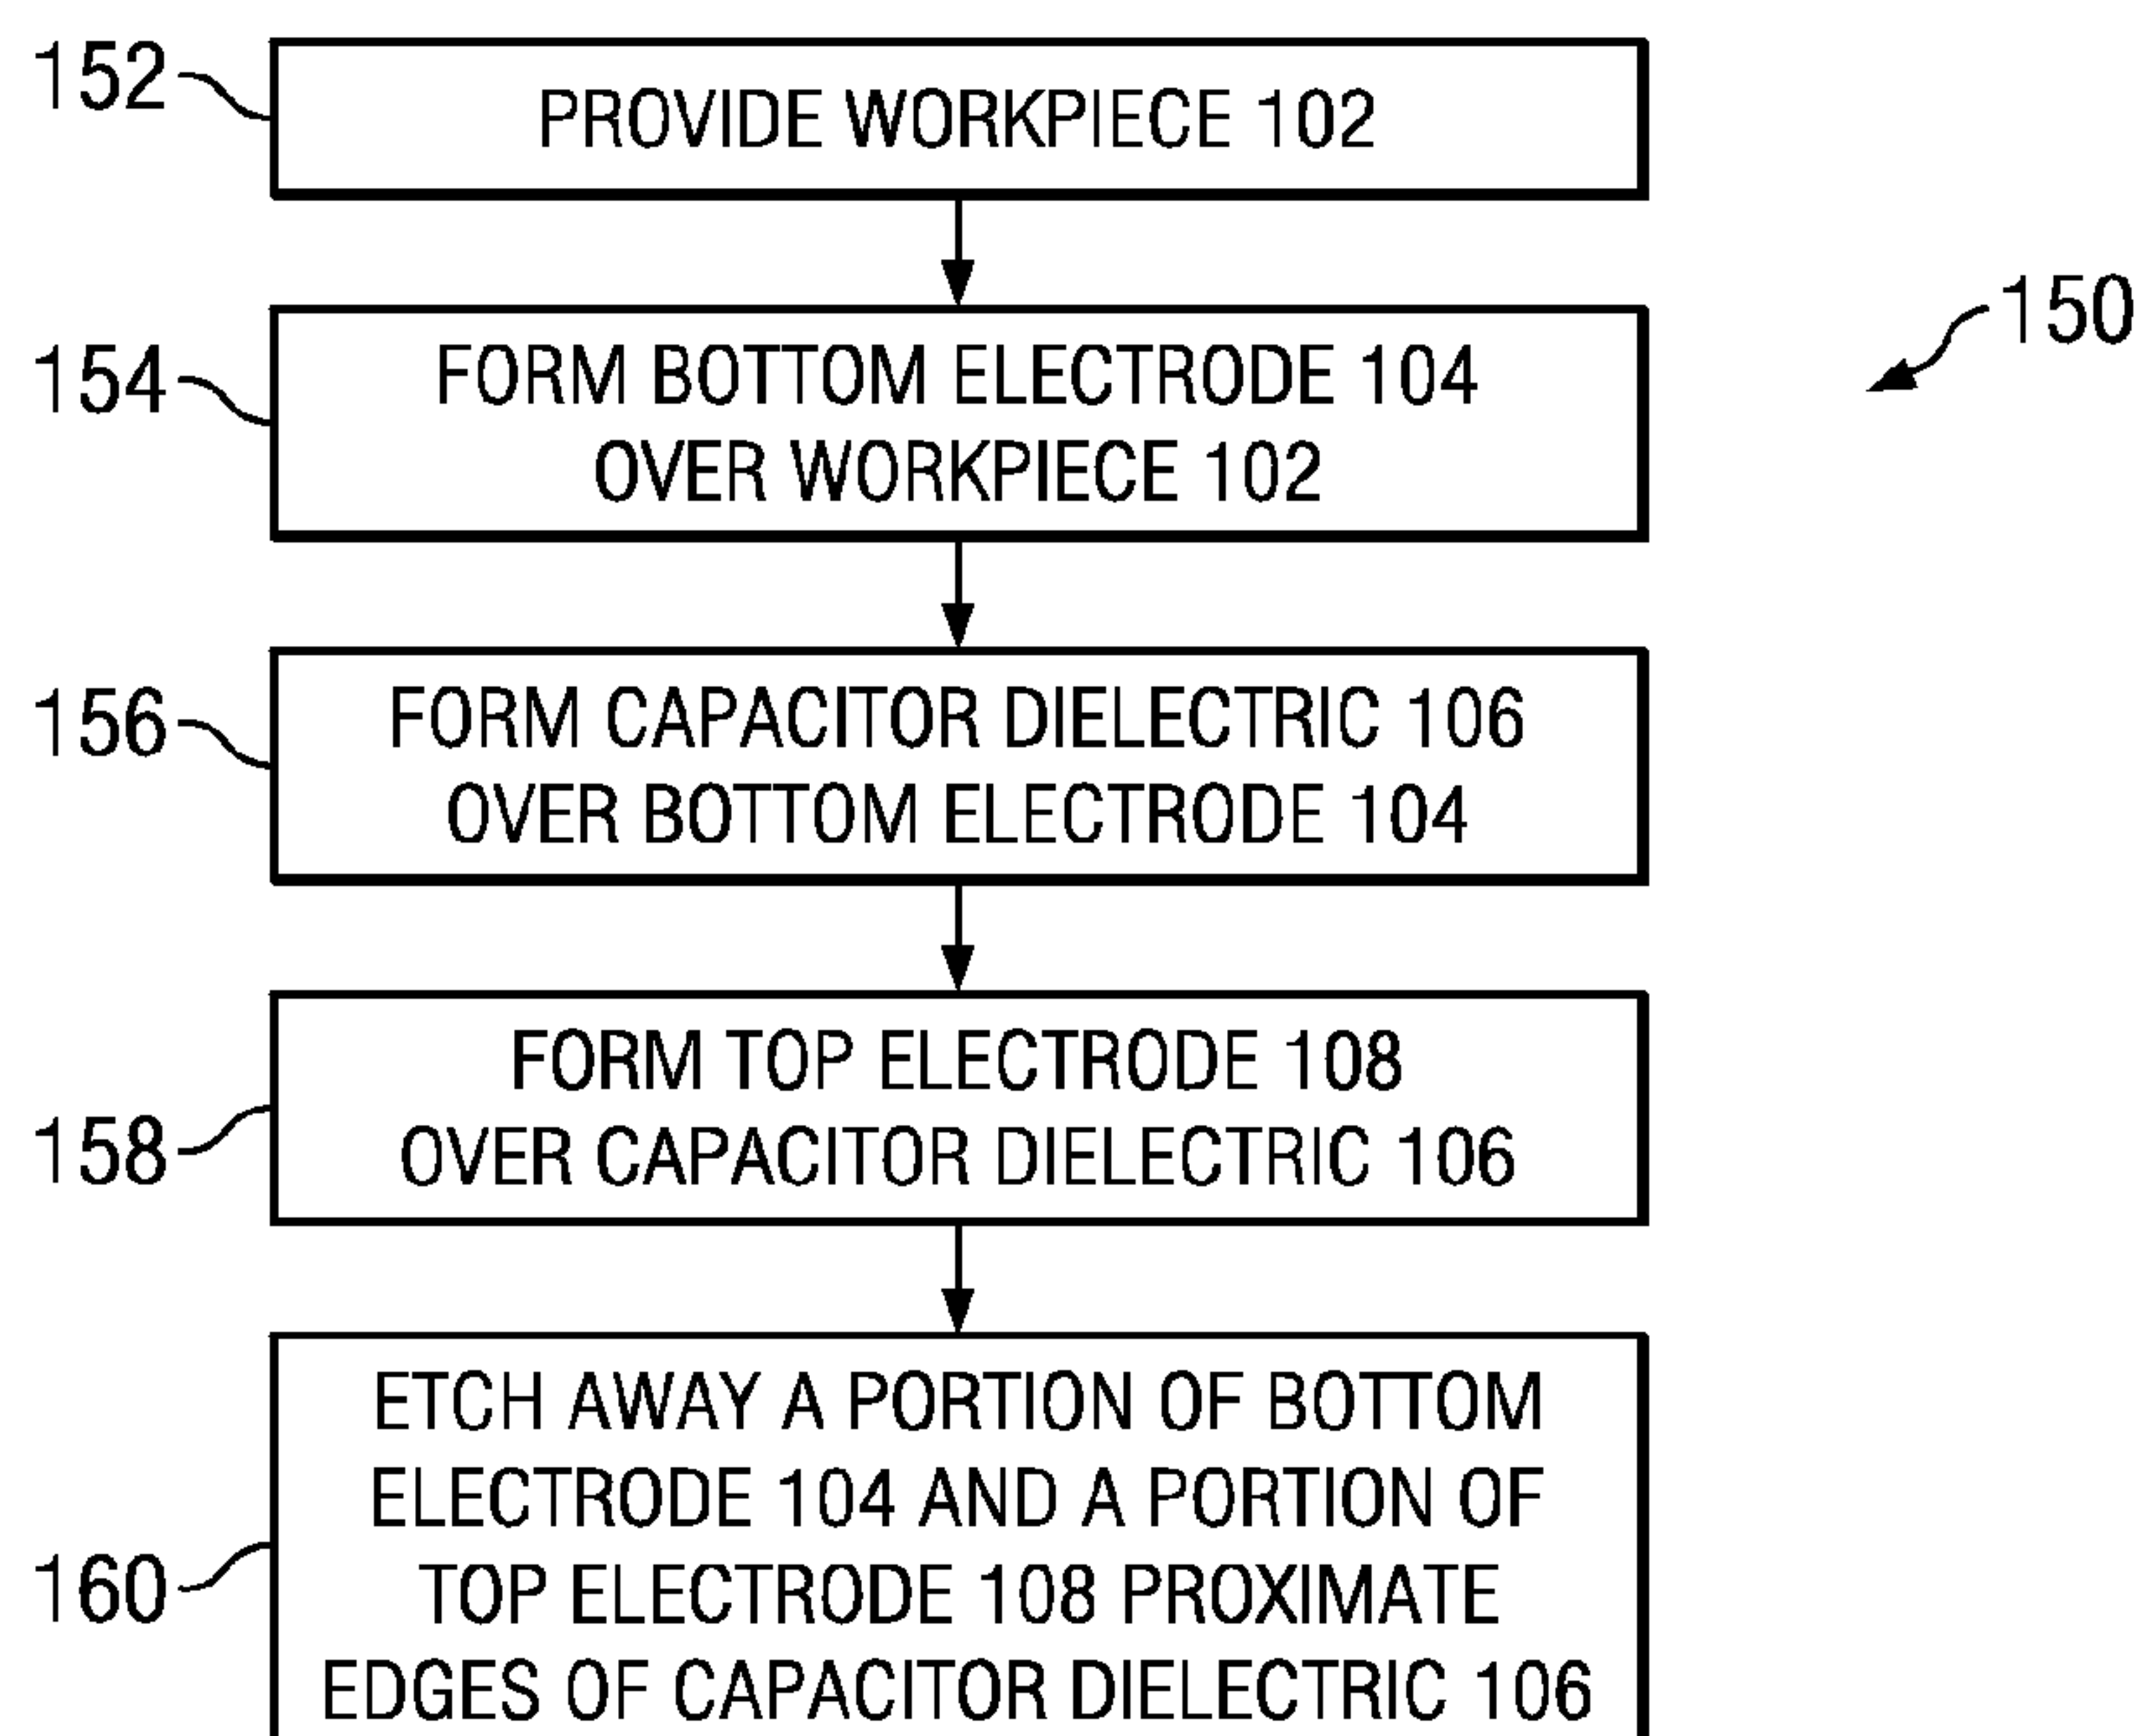 152
PROVIDE WORKPIECE 102
150
154
FORM BOTTOM ELECTRODE 104
OVER WORKPIECE 102
156
FORM CAPACITOR DIELECTRIC 106
OVER BOTTOM ELECTRODE 104
158
FORM TOP ELECTRODE 108
OVER CAPACITOR DIELECTRIC 106
160
ETCH AWAY A PORTION OF BOTTOM
ELECTRODE 104 AND A PORTION OF
TOP ELECTRODE 108 PROXIMATE
EDGES OF CAPACITOR DIELECTRIC 106